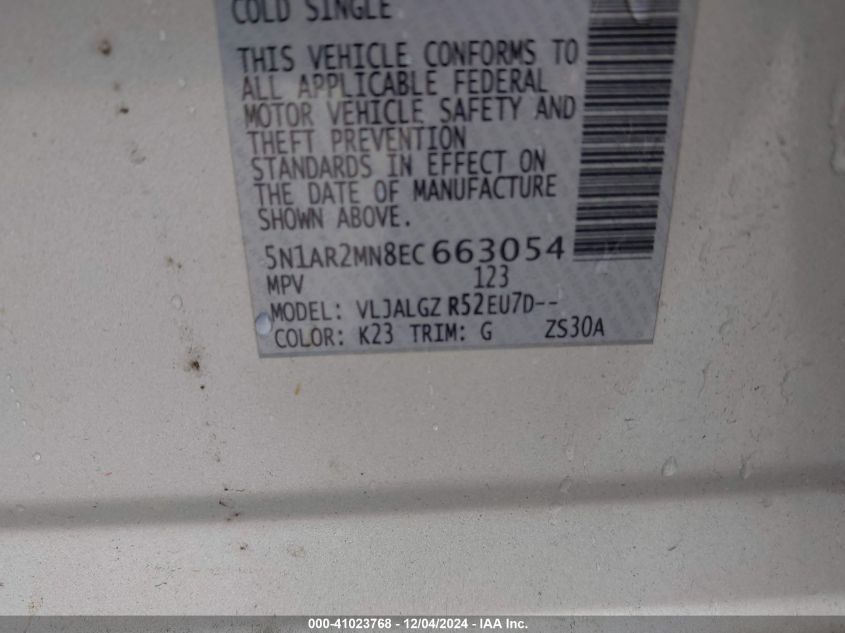 COLD SINGLE
THIS VEHICLE CONFORMS TO
ALL APPLICABLE FEDERAL
MOTOR VEHICLE SAFETY AND
THEFT PREVENTION
STANDARDS IN EFFECT ON
THE DATE OF MANUFACTURE
SHOWN ABOVE.
5N1AR2MN8EC663054
MPV 123
MODEL: VLJALGZ R52EU7D--
COLOR: K23 TRIM: G ZS30A
000-41023768 - 12/04/2024 - IAA Inc.